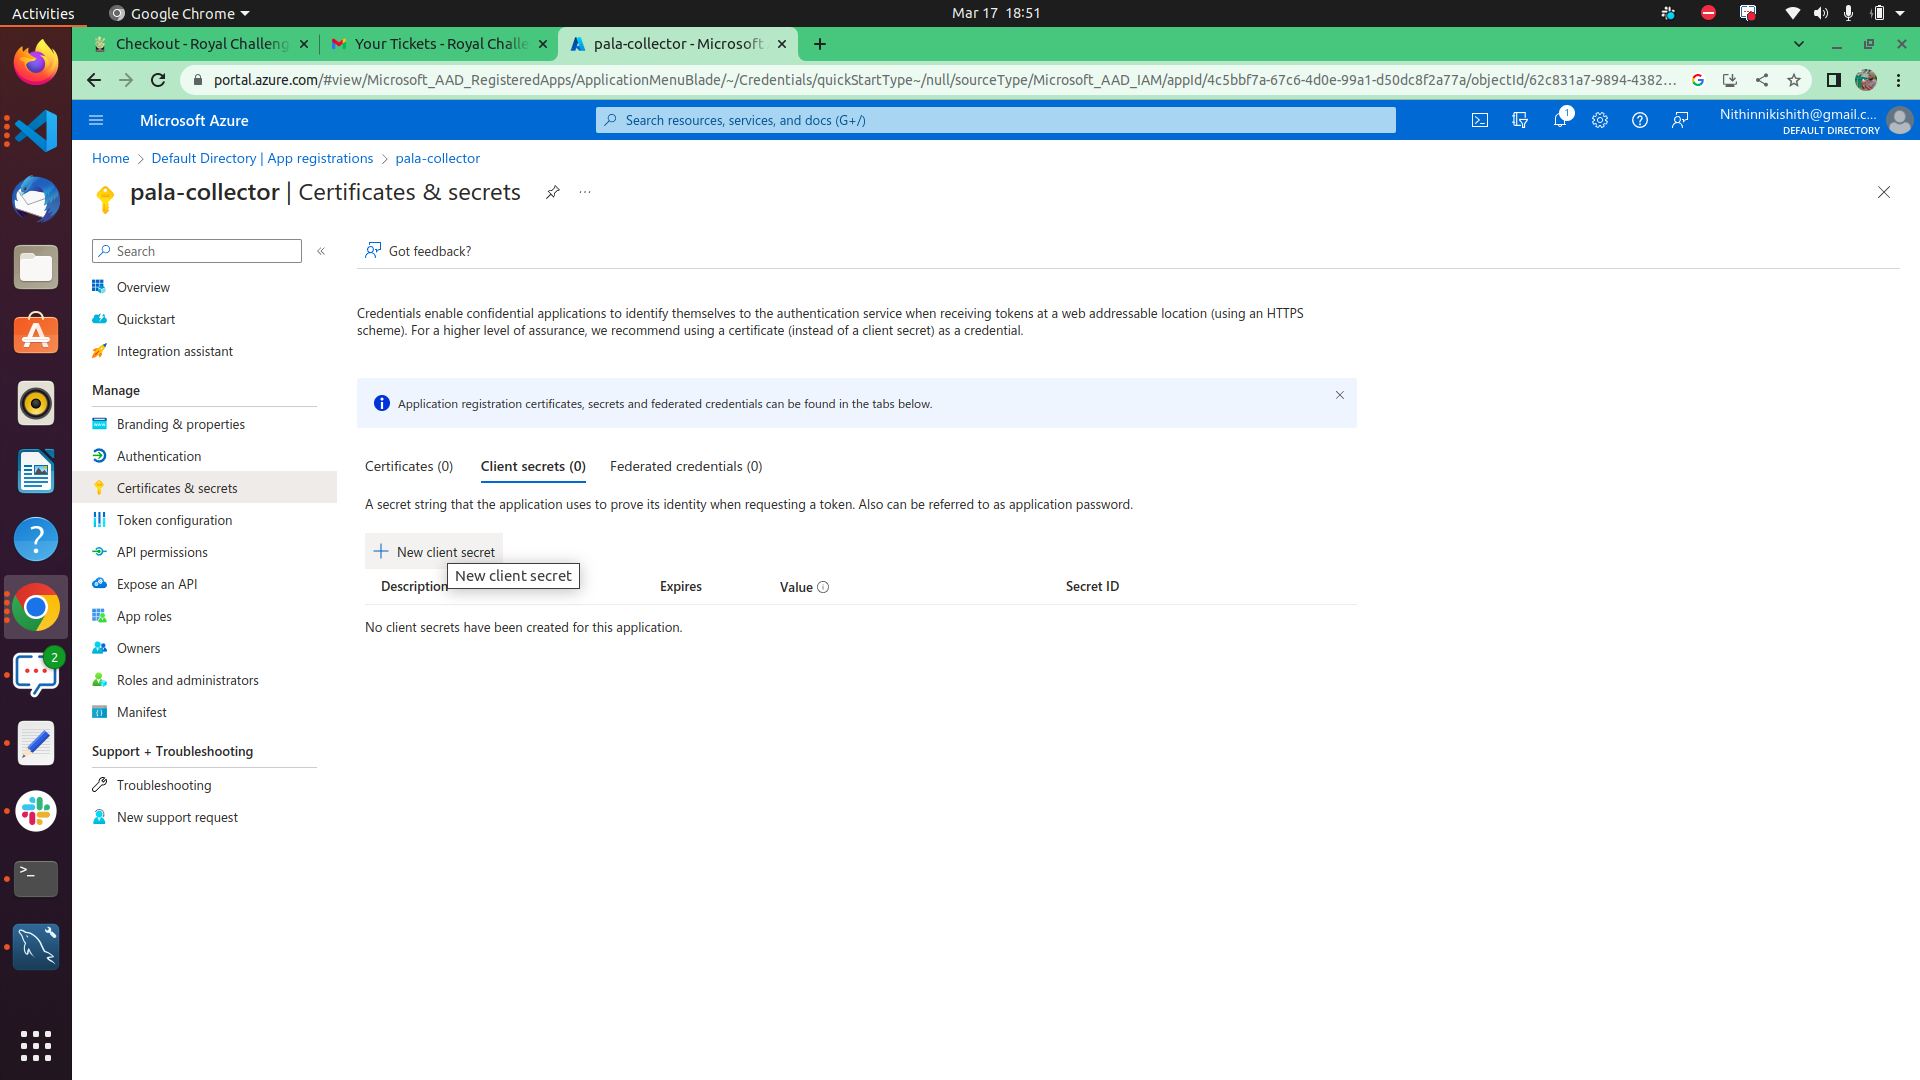 Activities
Google Chrome
Mar 17 18:51
Checkout - Royal Challeng
Your Tickets - Royal Challe
pala-collector - Microsoft
portal.azure.com/#view/Microsoft_AAD_RegisteredApps/ApplicationMenuBlade/~/Credentials/quickStartType~/null/sourceType/Microsoft_AAD_IAM/appId/4c5bbf7a-67c6-4d0e-99a1-d50dc8f2a77a/objectId/62c831a7-9894-4382...
Microsoft Azure
Search resources, services, and docs (G+/)
1
Nithinnikishith@gmail.c...
DEFAULT DIRECTORY
Home > Default Directory | App registrations > pala-collector
pala-collector | Certificates & secrets
Search
Got feedback?
Overview
Quickstart
Integration assistant
Manage
Branding & properties
Authentication
Certificates & secrets
Token configuration
API permissions
Expose an API
App roles
Owners
Roles and administrators
Manifest
Support + Troubleshooting
Troubleshooting
New support request
Credentials enable confidential applications to identify themselves to the authentication service when receiving tokens at a web addressable location (using an HTTPS
scheme). For a higher level of assurance, we recommend using a certificate (instead of a client secret) as a credential.
Application registration certificates, secrets and federated credentials can be found in the tabs below.
Certificates (0)
Client secrets (0)
Federated credentials (0)
A secret string that the application uses to prove its identity when requesting a token. Also can be referred to as application password.
New client secret
New client secret
Description
Expires
Value
Secret ID
No client secrets have been created for this application.
2